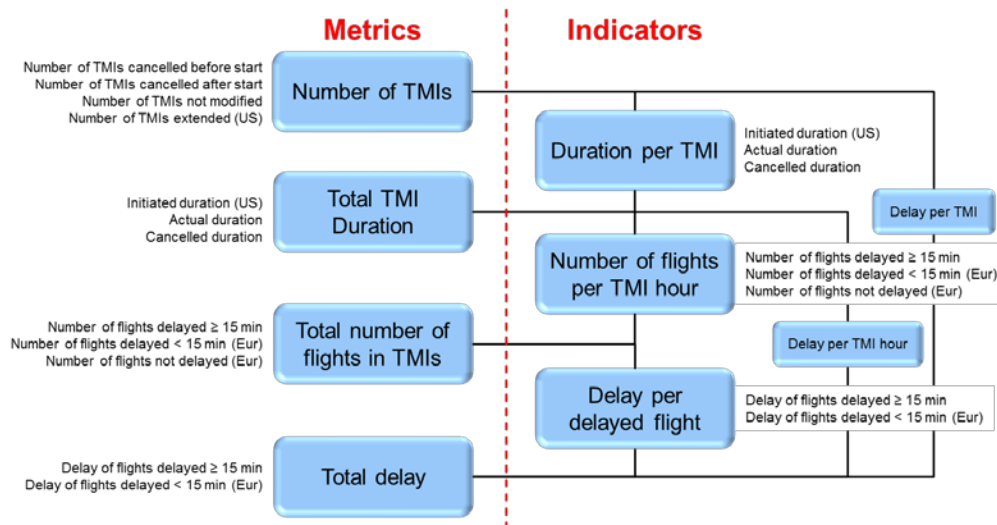 Metrics
Indicators
Number of TMIs cancelled before start
Number of TMIs cancelled after start
Number of TMIs not modified
Number of TMIs extended (US)
Number of TMIs
Duration per TMI
Initiated duration (US)
Actual duration
Cancelled duration
Initiated duration (US)
Actual duration
Cancelled duration
Total TMI
Duration
Delay per TMI
Number of flights
per TMI hour
Number of flights delayed ≥ 15 min
Number of flights delayed < 15 min (Eur)
Number of flights not delayed (Eur)
Number of flights delayed ≥ 15 min
Number of flights delayed < 15 min (Eur)
Number of flights not delayed (Eur)
Total number of
flights in TMIs
Delay per TMI hour
Delay per
delayed flight
Delay of flights delayed ≥ 15 min
Delay of flights delayed < 15 min (Eur)
Delay of flights delayed ≥ 15 min
Delay of flights delayed < 15 min (Eur)
Total delay